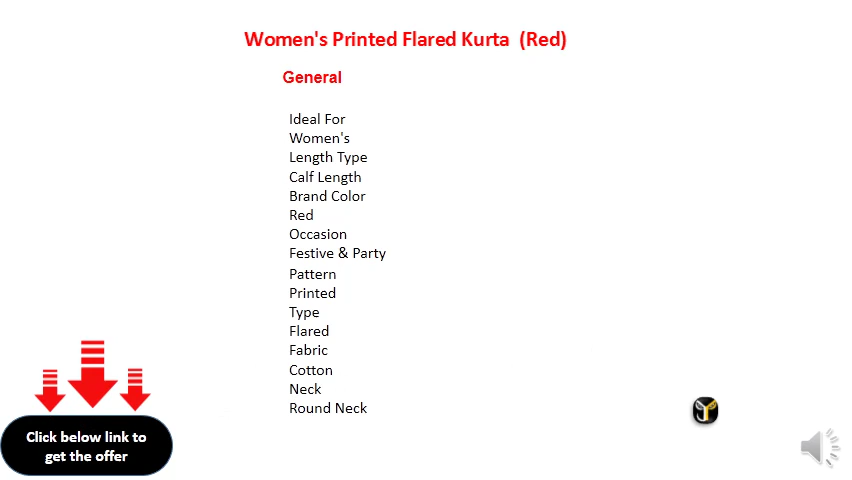 Women's Printed Flared Kurta (Red)
General
Ideal For
Women's
Length Type
Calf Length
Brand Color
Red
Occasion
Festive & Party
Pattern
Printed
Type
Flared
Fabric
Cotton
Neck
Round Neck
Click below link to
get the offer